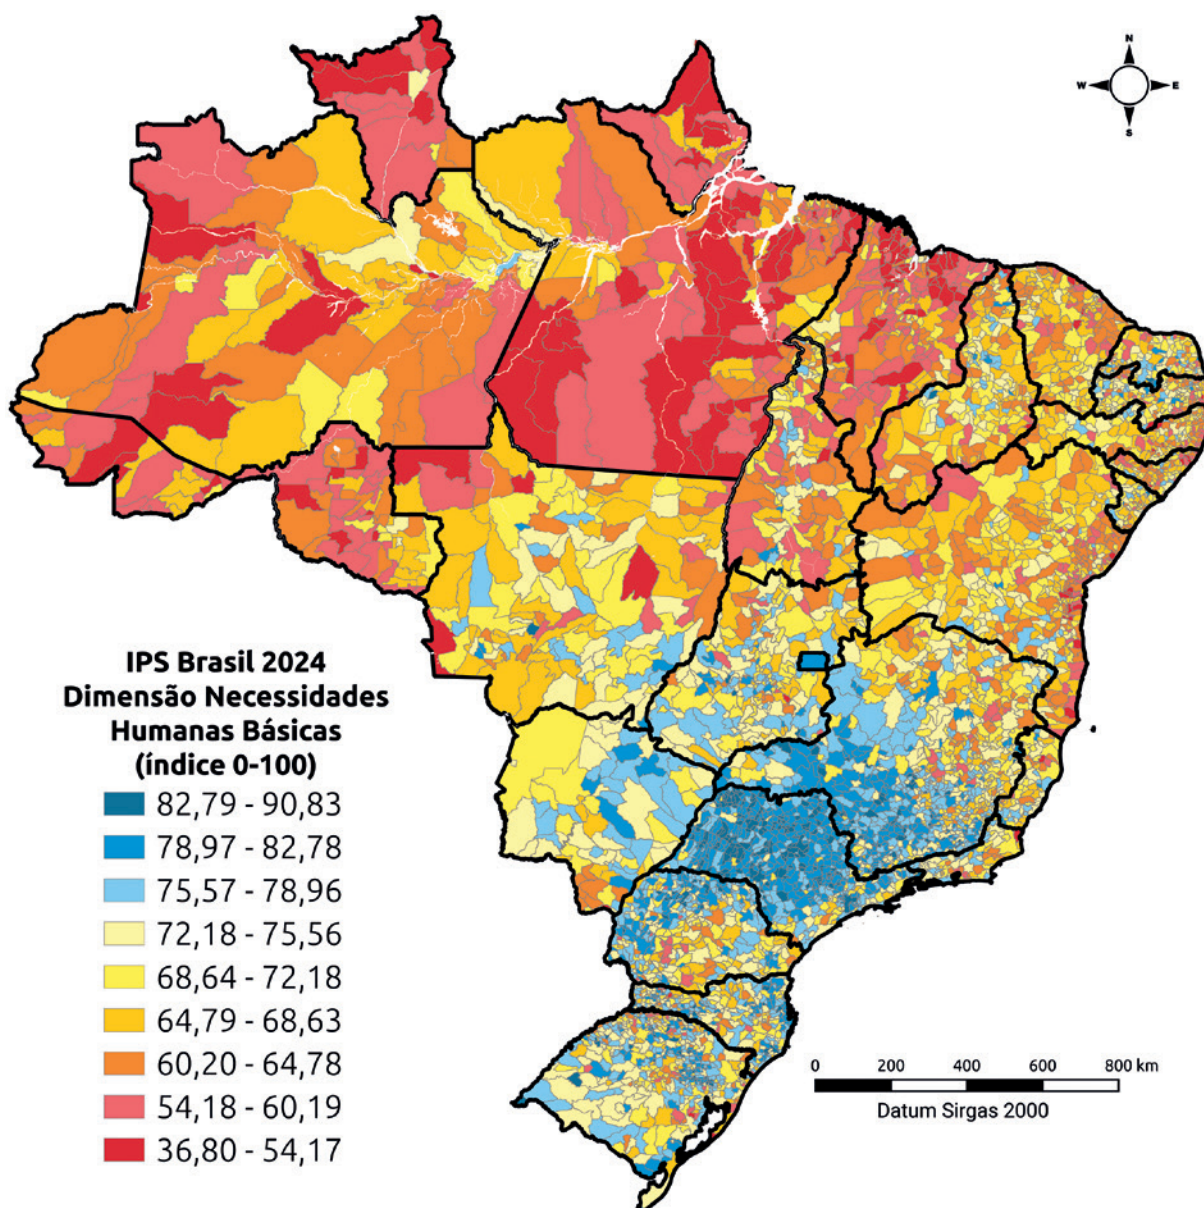 N
W E
S
IPS Brasil 2024
Dimensão Necessidades
Humanas Básicas
(índice 0-100)
82,79 - 90,83
78,97 - 82,78
75,57 - 78,96
72,18 - 75,56
68,64 - 72,18
64,79 - 68,63
60,20 - 64,78
54,18 - 60,19
36,80 - 54,17
0 200 400 600 800 km
Datum Sirgas 2000